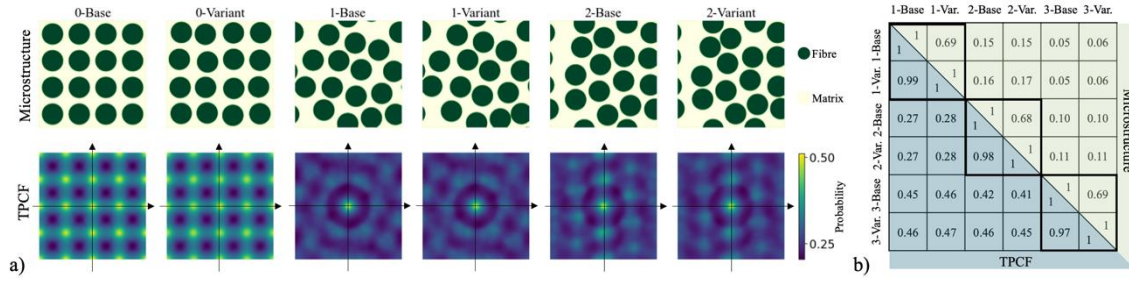 0-Base 0-Variant 1-Base 1-Variant 2-Base 2-Variant
Microstructure
Fibre
Matrix
TPCF
0.50
Probability
0.25
a)
1-Base 1-Var. 2-Base 2-Var. 3-Base 3-Var.
1-Base 1 1 0.69 0.15 0.15 0.05 0.06
1-Var. 0.99 1 1 0.16 0.17 0.05 0.06
2-Base 0.27 0.28 1 1 0.68 0.10 0.10
2-Var. 0.27 0.28 0.98 1 1 0.11 0.11
3-Base 0.45 0.46 0.42 0.41 1 1 0.69
3-Var. 0.46 0.47 0.46 0.45 0.97 1 1
Microstructure
TPCF
b)